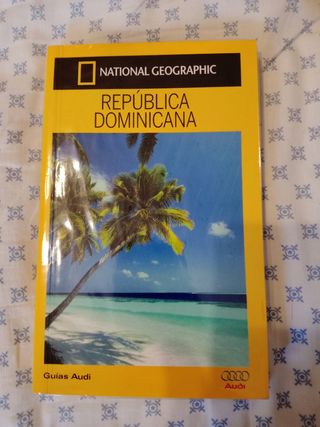 NATIONAL GEOGRAPHIC
REPÚBLICA
DOMINICANA
Guías Audi
Audi